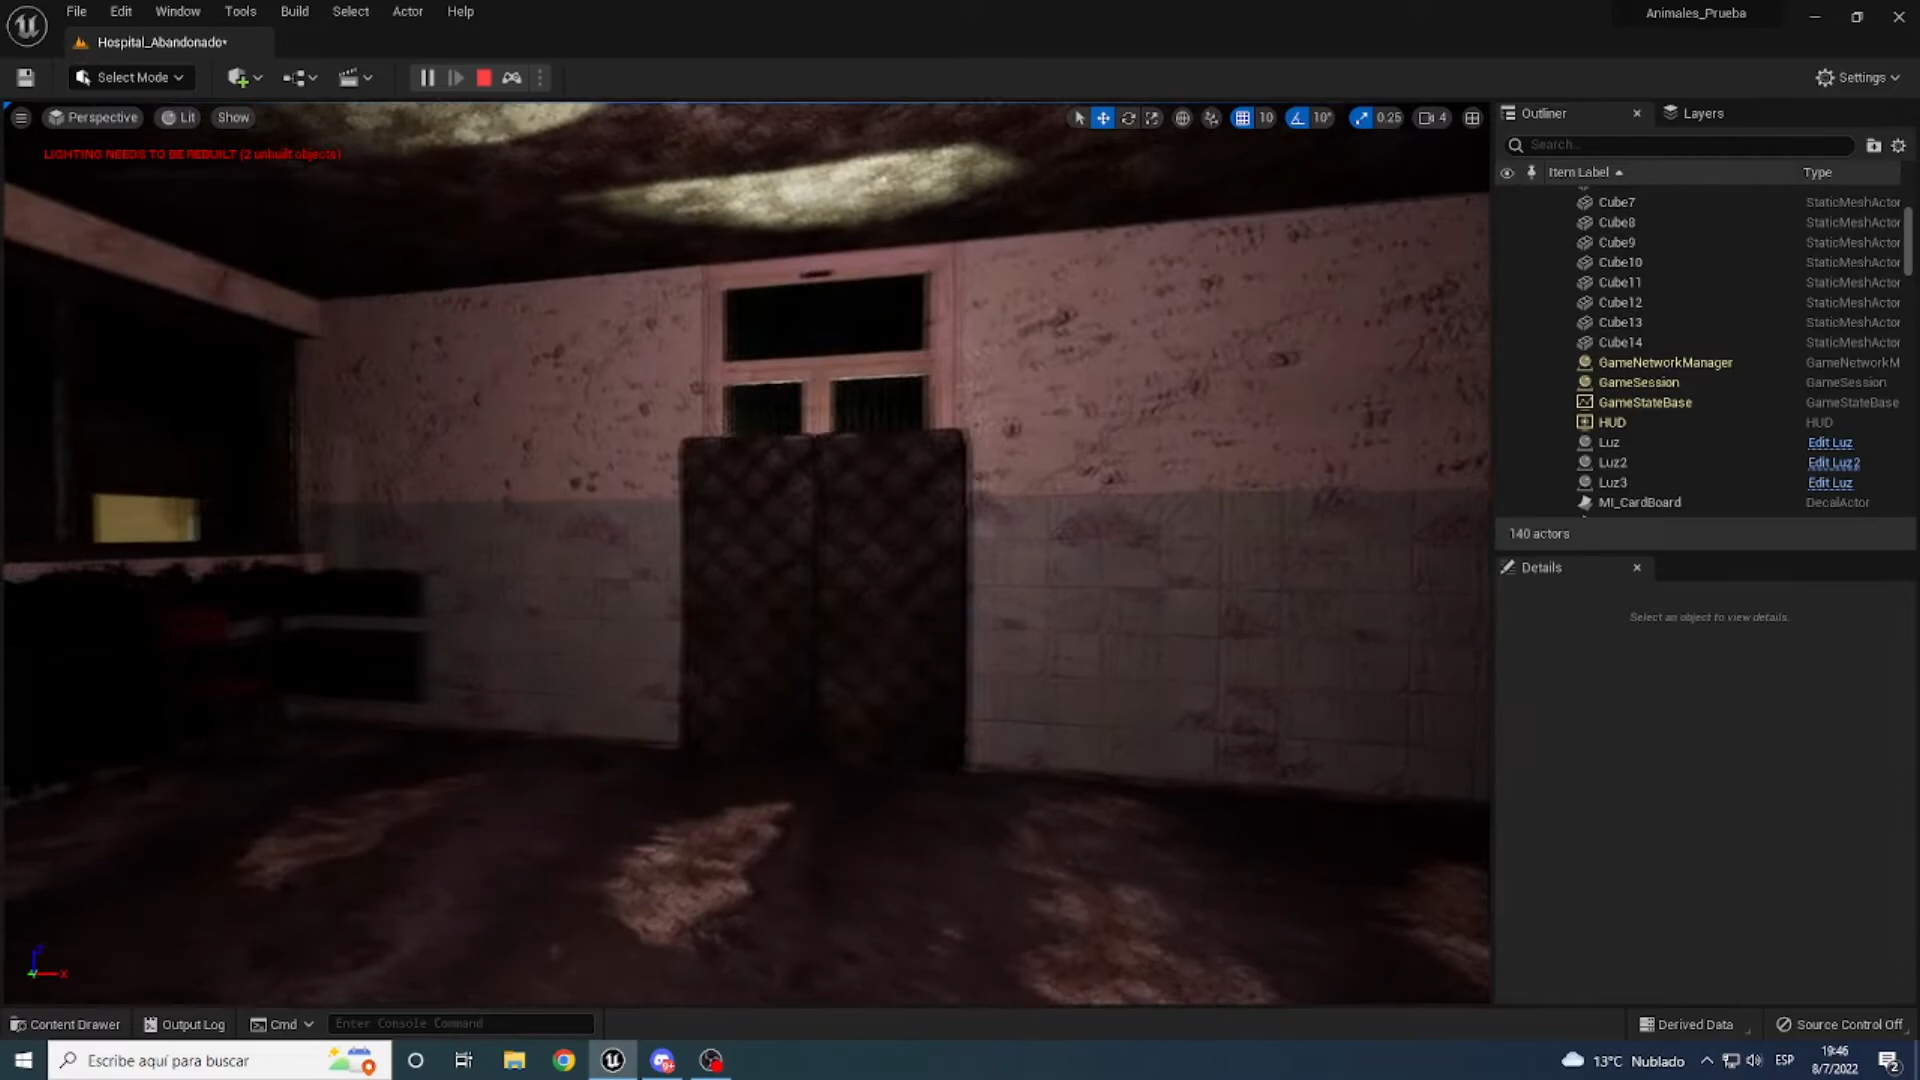 File Edit Window Tools Build Select Actor Help
Animales_Prueba
Hospital_Abandonado*
Select Mode
Settings
Perspective Lit Show
10 10° 0.25 4
LIGHTING NEEDS TO BE REBUILT (2 unbuilt objects)
Outliner Layers
Search...
Item Label Type
Cube7 StaticMeshActor
Cube8 StaticMeshActor
Cube9 StaticMeshActor
Cube10 StaticMeshActor
Cube11 StaticMeshActor
Cube12 StaticMeshActor
Cube13 StaticMeshActor
Cube14 StaticMeshActor
GameNetworkManager GameNetworkM
GameSession GameSession
GameStateBase GameStateBase
HUD HUD
Luz Edit Luz
Luz2 Edit Luz2
Luz3 Edit Luz
MI_CardBoard DecalActor
140 actors
Details
Select an object to view details.
X
Content Drawer Output Log Cmd Enter Console Command
Derived Data Source Control Off
Escribe aquí para buscar
9+
13°C Nublado
ESP
19:46
8/7/2022
2